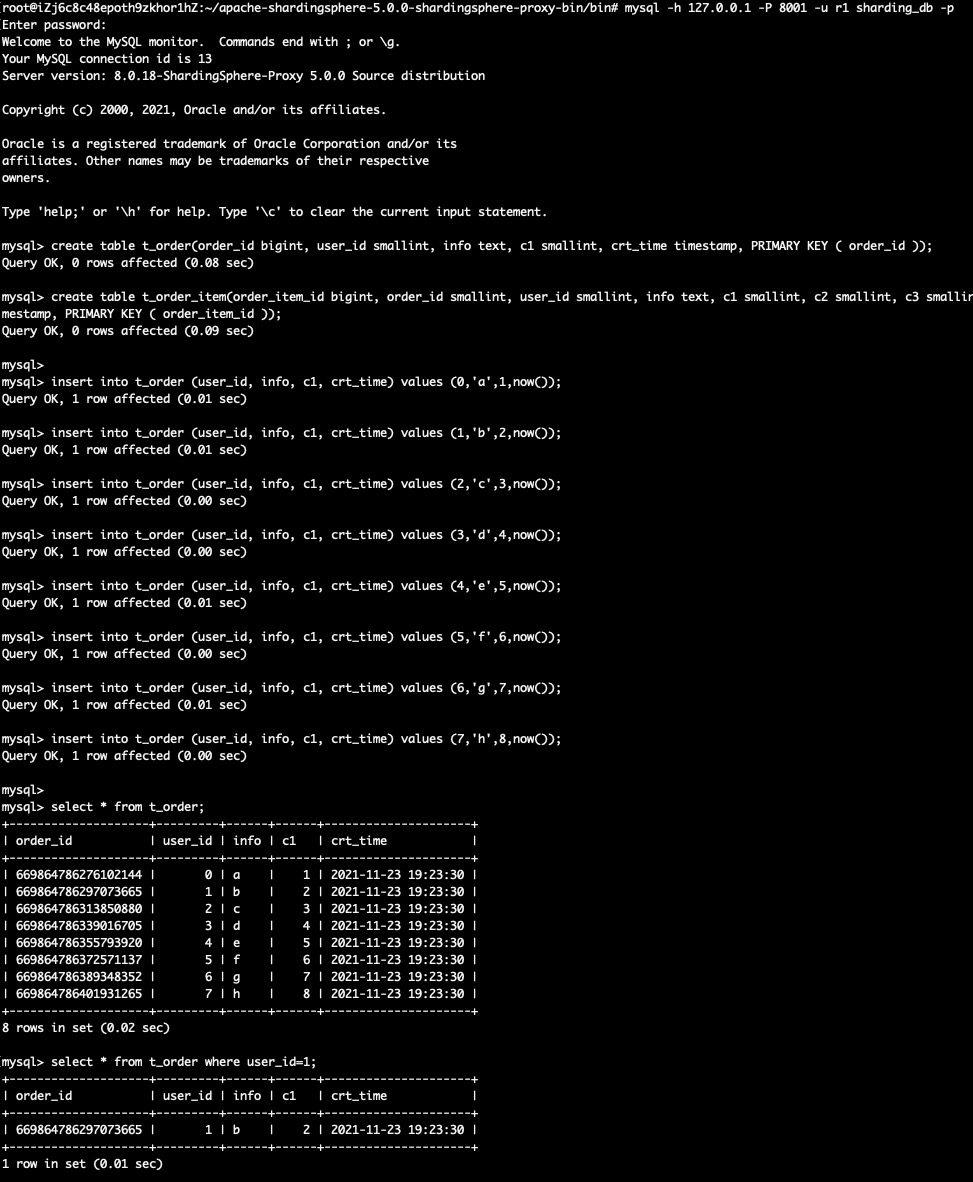 [root@iZj6c8c48epoth9zkhor1hZ:~/apache-shardingsphere-5.0.0-shardingsphere-proxy-bin/bin# mysql -h 127.0.0.1 -P 8001 -u r1 sharding_db -p
Enter password:
Welcome to the MySQL monitor.  Commands end with ; or \g.
Your MySQL connection id is 13
Server version: 8.0.18-ShardingSphere-Proxy 5.0.0 Source distribution
Copyright (c) 2000, 2021, Oracle and/or its affiliates.
Oracle is a registered trademark of Oracle Corporation and/or its
affiliates. Other names may be trademarks of their respective
owners.
Type 'help;' or '\h' for help. Type '\c' to clear the current input statement.
mysql> create table t_order(order_id bigint, user_id smallint, info text, c1 smallint, crt_time timestamp, PRIMARY KEY ( order_id ));
Query OK, 0 rows affected (0.08 sec)
mysql> create table t_order_item(order_item_id bigint, order_id smallint, user_id smallint, info text, c1 smallint, c2 smallint, c3 smallin
mestamp, PRIMARY KEY ( order_item_id ));
Query OK, 0 rows affected (0.09 sec)
mysql>
mysql> insert into t_order (user_id, info, c1, crt_time) values (0,'a',1,now());
Query OK, 1 row affected (0.01 sec)
mysql> insert into t_order (user_id, info, c1, crt_time) values (1,'b',2,now());
Query OK, 1 row affected (0.01 sec)
mysql> insert into t_order (user_id, info, c1, crt_time) values (2,'c',3,now());
Query OK, 1 row affected (0.00 sec)
mysql> insert into t_order (user_id, info, c1, crt_time) values (3,'d',4,now());
Query OK, 1 row affected (0.00 sec)
mysql> insert into t_order (user_id, info, c1, crt_time) values (4,'e',5,now());
Query OK, 1 row affected (0.01 sec)
mysql> insert into t_order (user_id, info, c1, crt_time) values (5,'f',6,now());
Query OK, 1 row affected (0.00 sec)
mysql> insert into t_order (user_id, info, c1, crt_time) values (6,'g',7,now());
Query OK, 1 row affected (0.01 sec)
mysql> insert into t_order (user_id, info, c1, crt_time) values (7,'h',8,now());
Query OK, 1 row affected (0.00 sec)
mysql>
mysql> select * from t_order;
+--------------------+---------+------+------+---------------------+
| order_id           | user_id | info | c1   | crt_time            |
+--------------------+---------+------+------+---------------------+
| 669864786276102144 |       0 | a    |    1 | 2021-11-23 19:23:30 |
| 669864786297073665 |       1 | b    |    2 | 2021-11-23 19:23:30 |
| 669864786313850880 |       2 | c    |    3 | 2021-11-23 19:23:30 |
| 669864786339016705 |       3 | d    |    4 | 2021-11-23 19:23:30 |
| 669864786355793920 |       4 | e    |    5 | 2021-11-23 19:23:30 |
| 669864786372571137 |       5 | f    |    6 | 2021-11-23 19:23:30 |
| 669864786389348352 |       6 | g    |    7 | 2021-11-23 19:23:30 |
| 669864786401931265 |       7 | h    |    8 | 2021-11-23 19:23:30 |
+--------------------+---------+------+------+---------------------+
8 rows in set (0.02 sec)
[mysql> select * from t_order where user_id=1;
+--------------------+---------+------+------+---------------------+
| order_id           | user_id | info | c1   | crt_time            |
+--------------------+---------+------+------+---------------------+
| 669864786297073665 |       1 | b    |    2 | 2021-11-23 19:23:30 |
+--------------------+---------+------+------+---------------------+
1 row in set (0.01 sec)